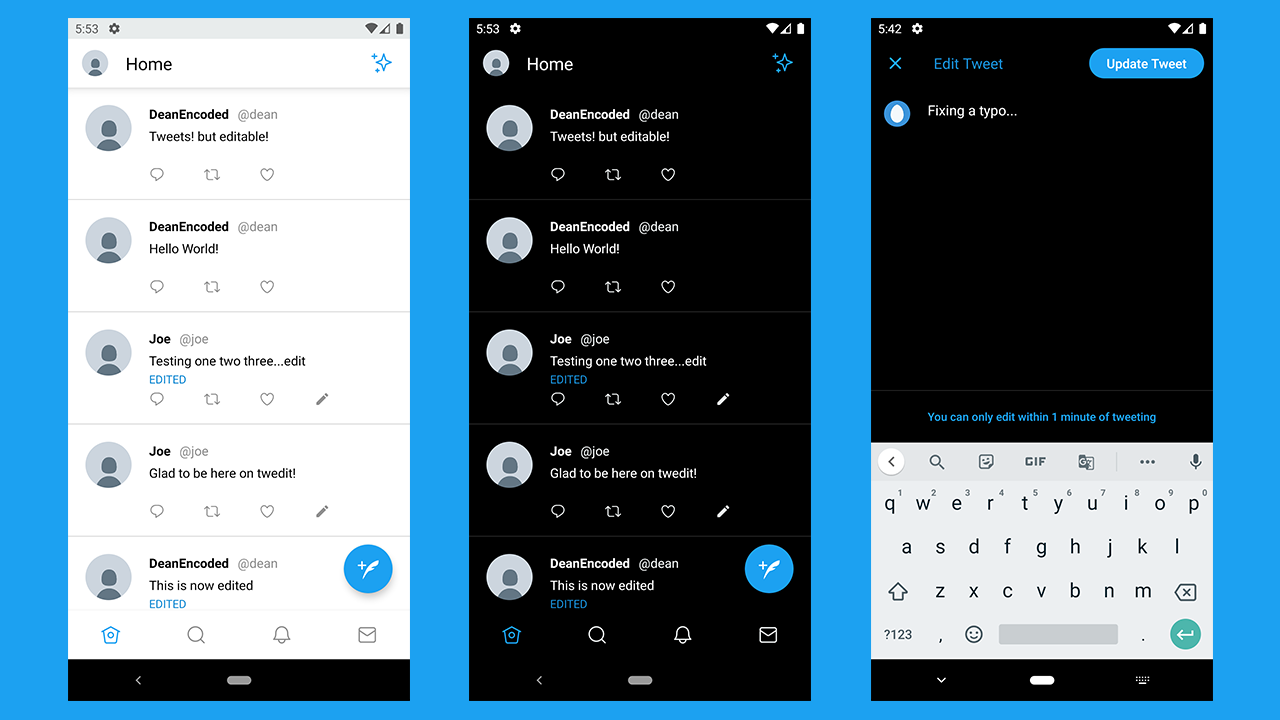 5:53
Home
DeanEncoded @dean
Tweets! but editable!
DeanEncoded @dean
Hello World!
Joe @joe
Testing one two three...edit
EDITED
Joe @joe
Glad to be here on twedit!
DeanEncoded @dean
This is now edited
EDITED
5:53
Home
DeanEncoded @dean
Tweets! but editable!
DeanEncoded @dean
Hello World!
Joe @joe
Testing one two three...edit
EDITED
Joe @joe
Glad to be here on twedit!
DeanEncoded @dean
This is now edited
EDITED
5:42
Edit Tweet Update Tweet
Fixing a typo...
You can only edit within 1 minute of tweeting
GIF G
1 2 3 4 5 6 7 8 9 0
q w e r t y u i o p
a s d f g h j k l
z x c v b n m
?123 , .